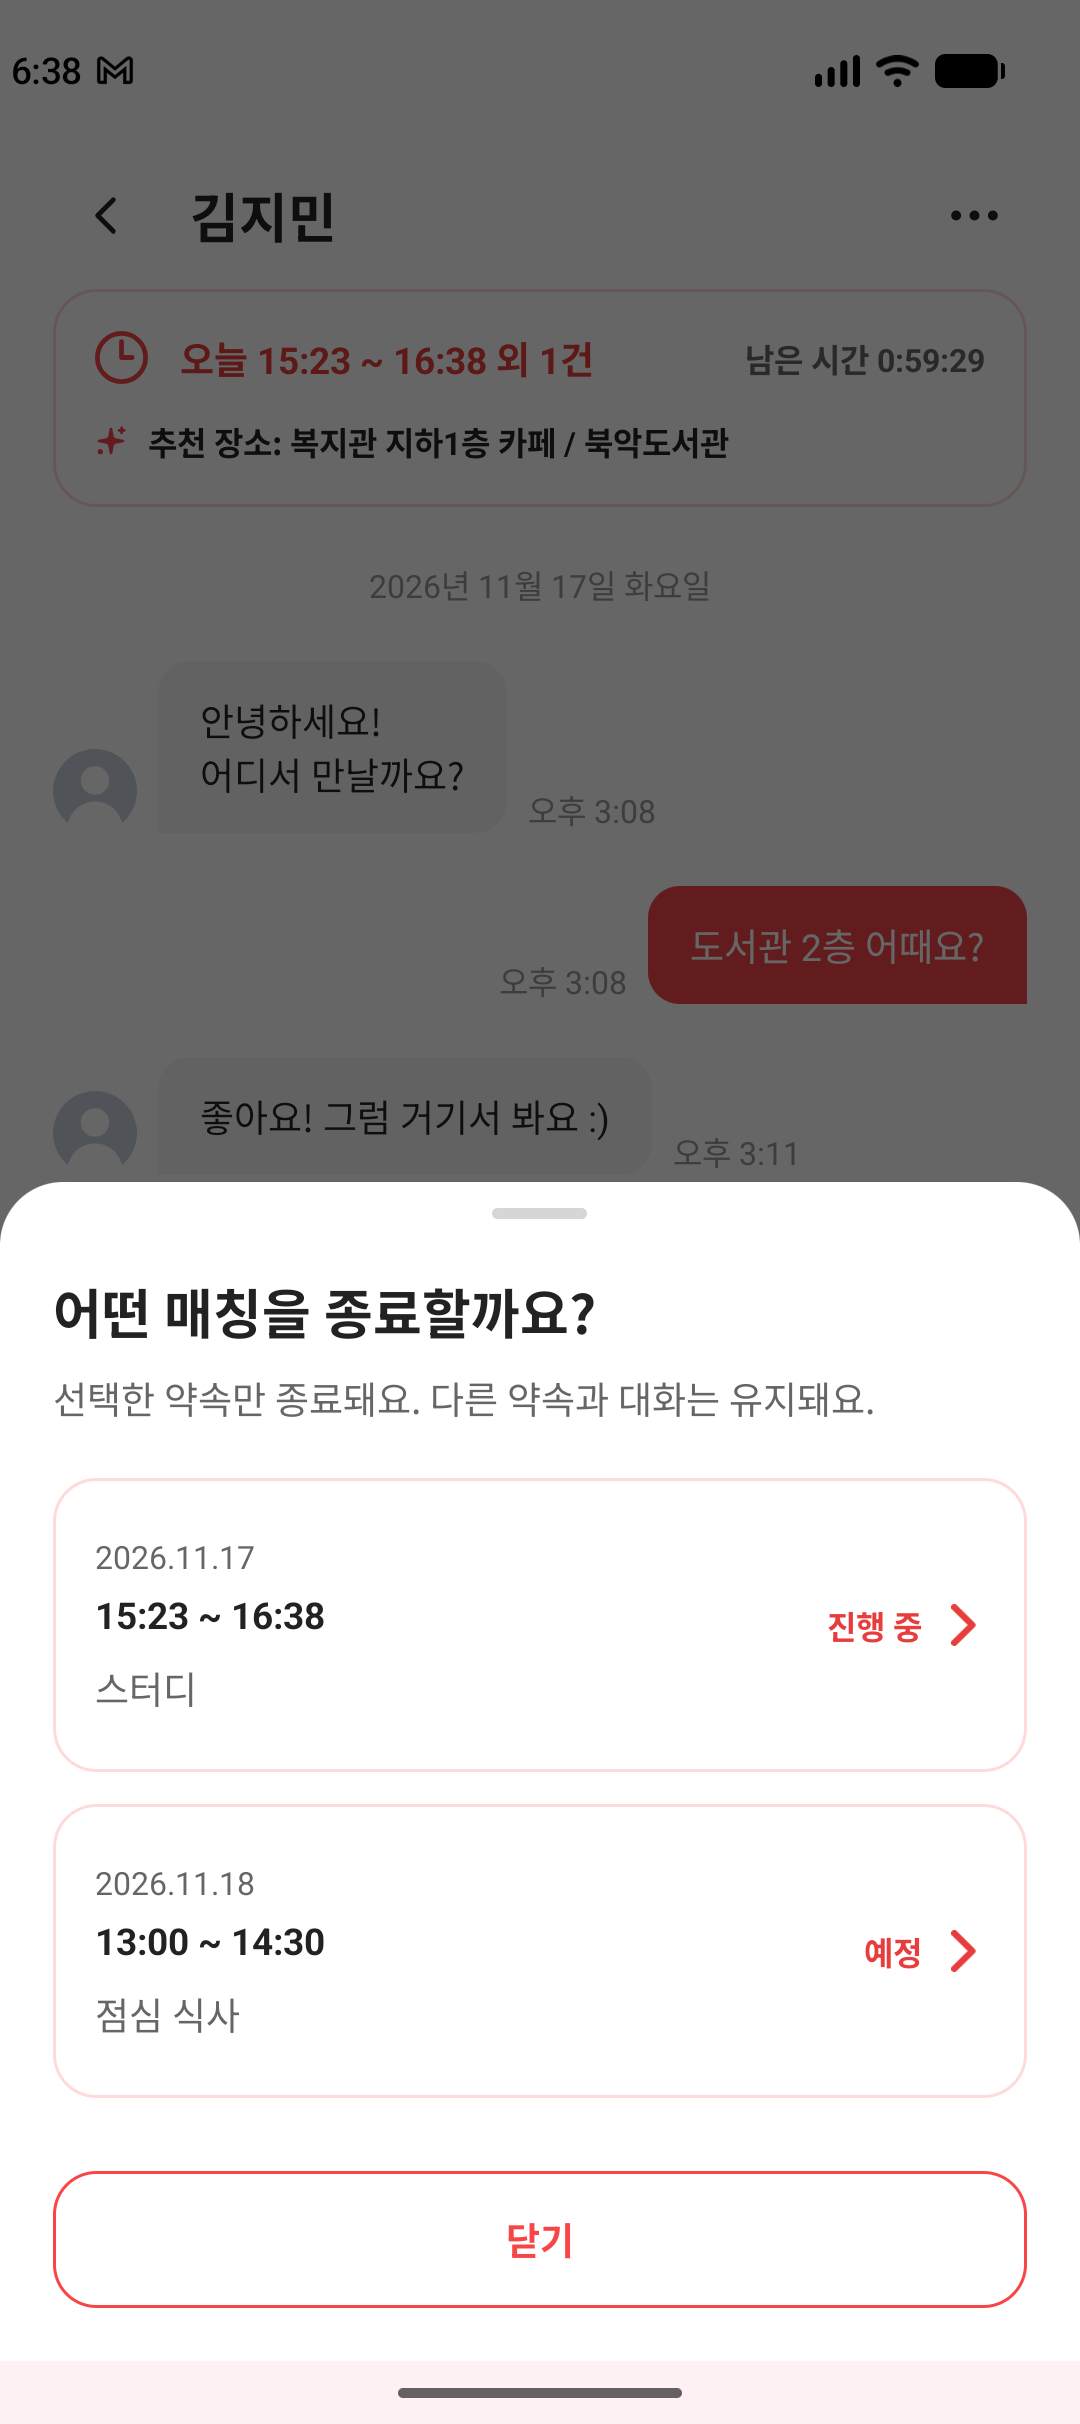 6:38
김지민
오늘 15:23 ~ 16:38 외 1건
남은 시간 0:59:29
추천 장소: 복지관 지하1층 카페 / 북악도서관
2026년 11월 17일 화요일
안녕하세요!
어디서 만날까요?
오후 3:08
도서관 2층 어때요?
오후 3:08
좋아요! 그럼 거기서 봐요 :)
오후 3:11
어떤 매칭을 종료할까요?
선택한 약속만 종료돼요. 다른 약속과 대화는 유지돼요.
2026.11.17
15:23 ~ 16:38
진행 중
스터디
2026.11.18
13:00 ~ 14:30
예정
점심 식사
닫기